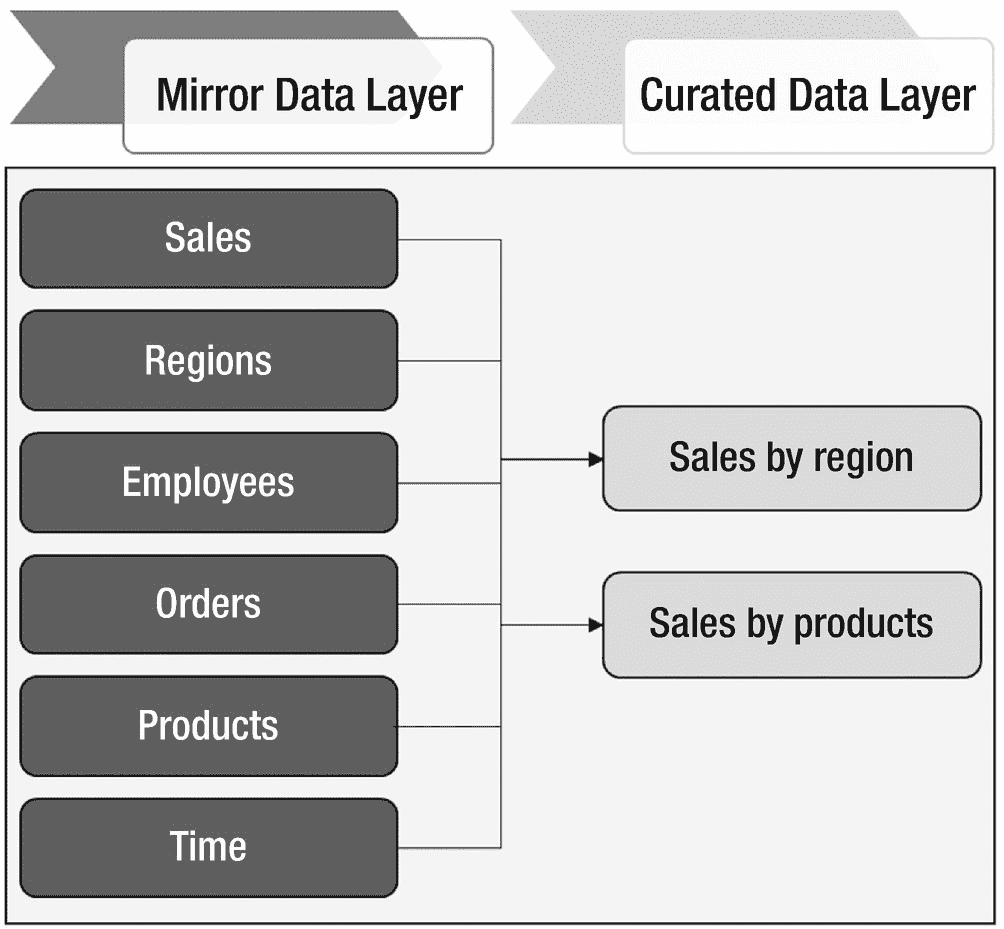 Mirror Data Layer
Curated Data Layer
Sales
Regions
Employees
Orders
Products
Time
Sales by region
Sales by products